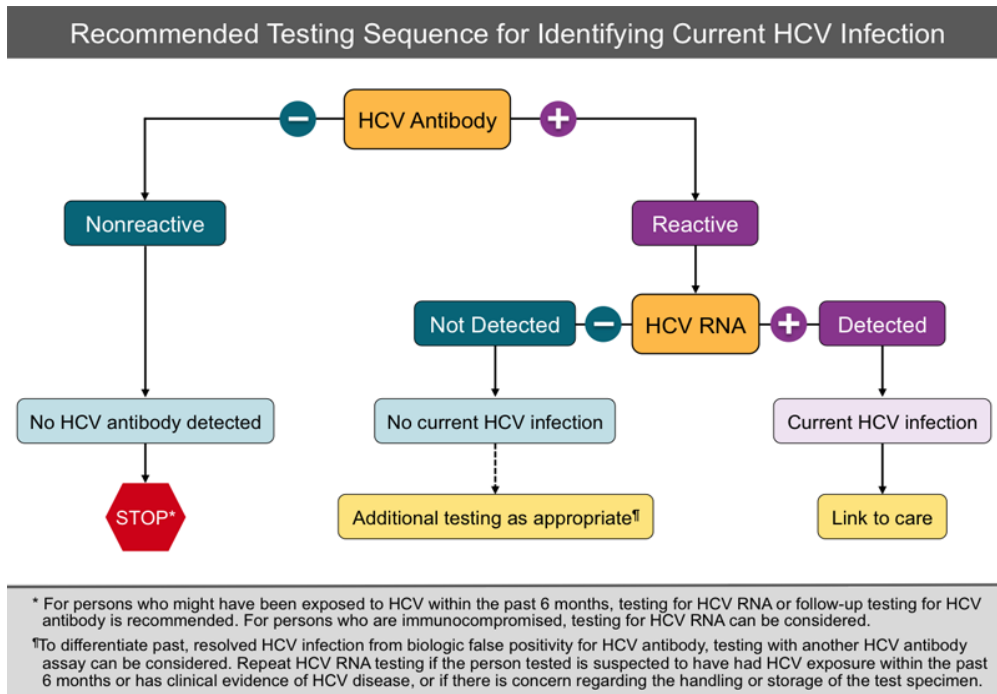 Recommended Testing Sequence for Identifying Current HCV Infection
− HCV Antibody +
Nonreactive
Reactive
Not Detected − HCV RNA + Detected
No HCV antibody detected
No current HCV infection
Current HCV infection
STOP*
Additional testing as appropriate¶
Link to care
* For persons who might have been exposed to HCV within the past 6 months, testing for HCV RNA or follow-up testing for HCV
antibody is recommended. For persons who are immunocompromised, testing for HCV RNA can be considered.
¶To differentiate past, resolved HCV infection from biologic false positivity for HCV antibody, testing with another HCV antibody
assay can be considered. Repeat HCV RNA testing if the person tested is suspected to have had HCV exposure within the past
6 months or has clinical evidence of HCV disease, or if there is concern regarding the handling or storage of the test specimen.